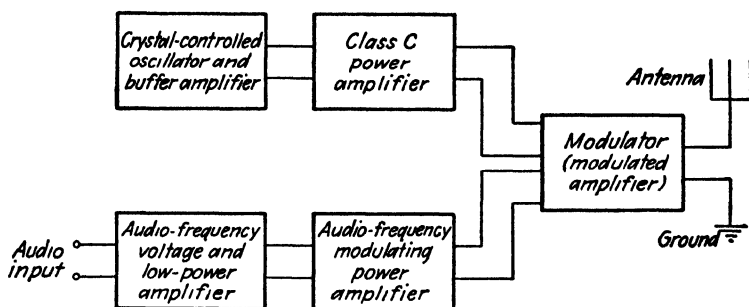 Crystal-controlled
oscillator and
buffer amplifier
Class C
power
amplifier
Antenna
Modulator
(modulated
amplifier)
Ground
Audio
input
Audio-frequency
voltage and
low-power
amplifier
Audio-frequency
modulating
power
amplifier